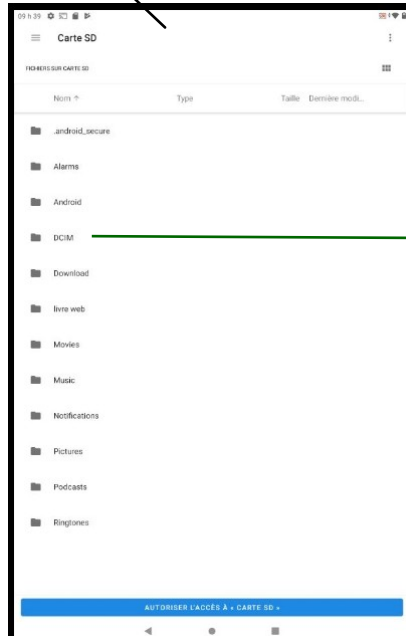 09 h 39
Carte SD
FICHIERS SUR CARTE SD
Nom Type Taille Dernière modi...
.android_secure
Alarms
Android
DCIM
Download
livre web
Movies
Music
Notifications
Pictures
Podcasts
Ringtones
AUTORISER L'ACCÈS À « CARTE SD »